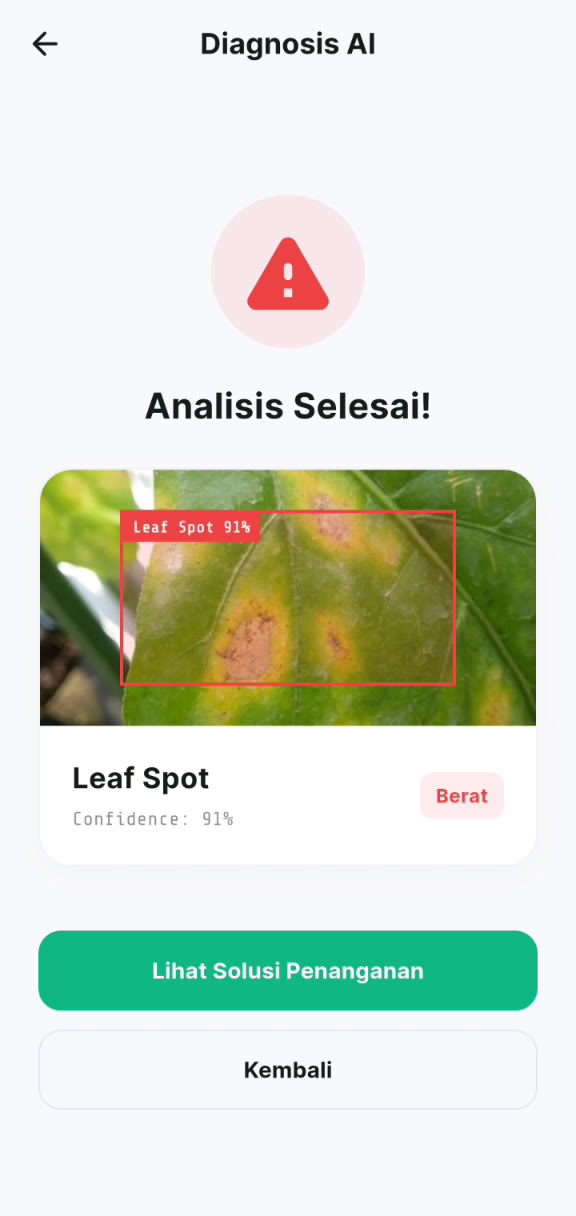 Diagnosis AI
Analisis Selesai!
Leaf Spot 91%
Leaf Spot
Confidence: 91%
Berat
Lihat Solusi Penanganan
Kembali